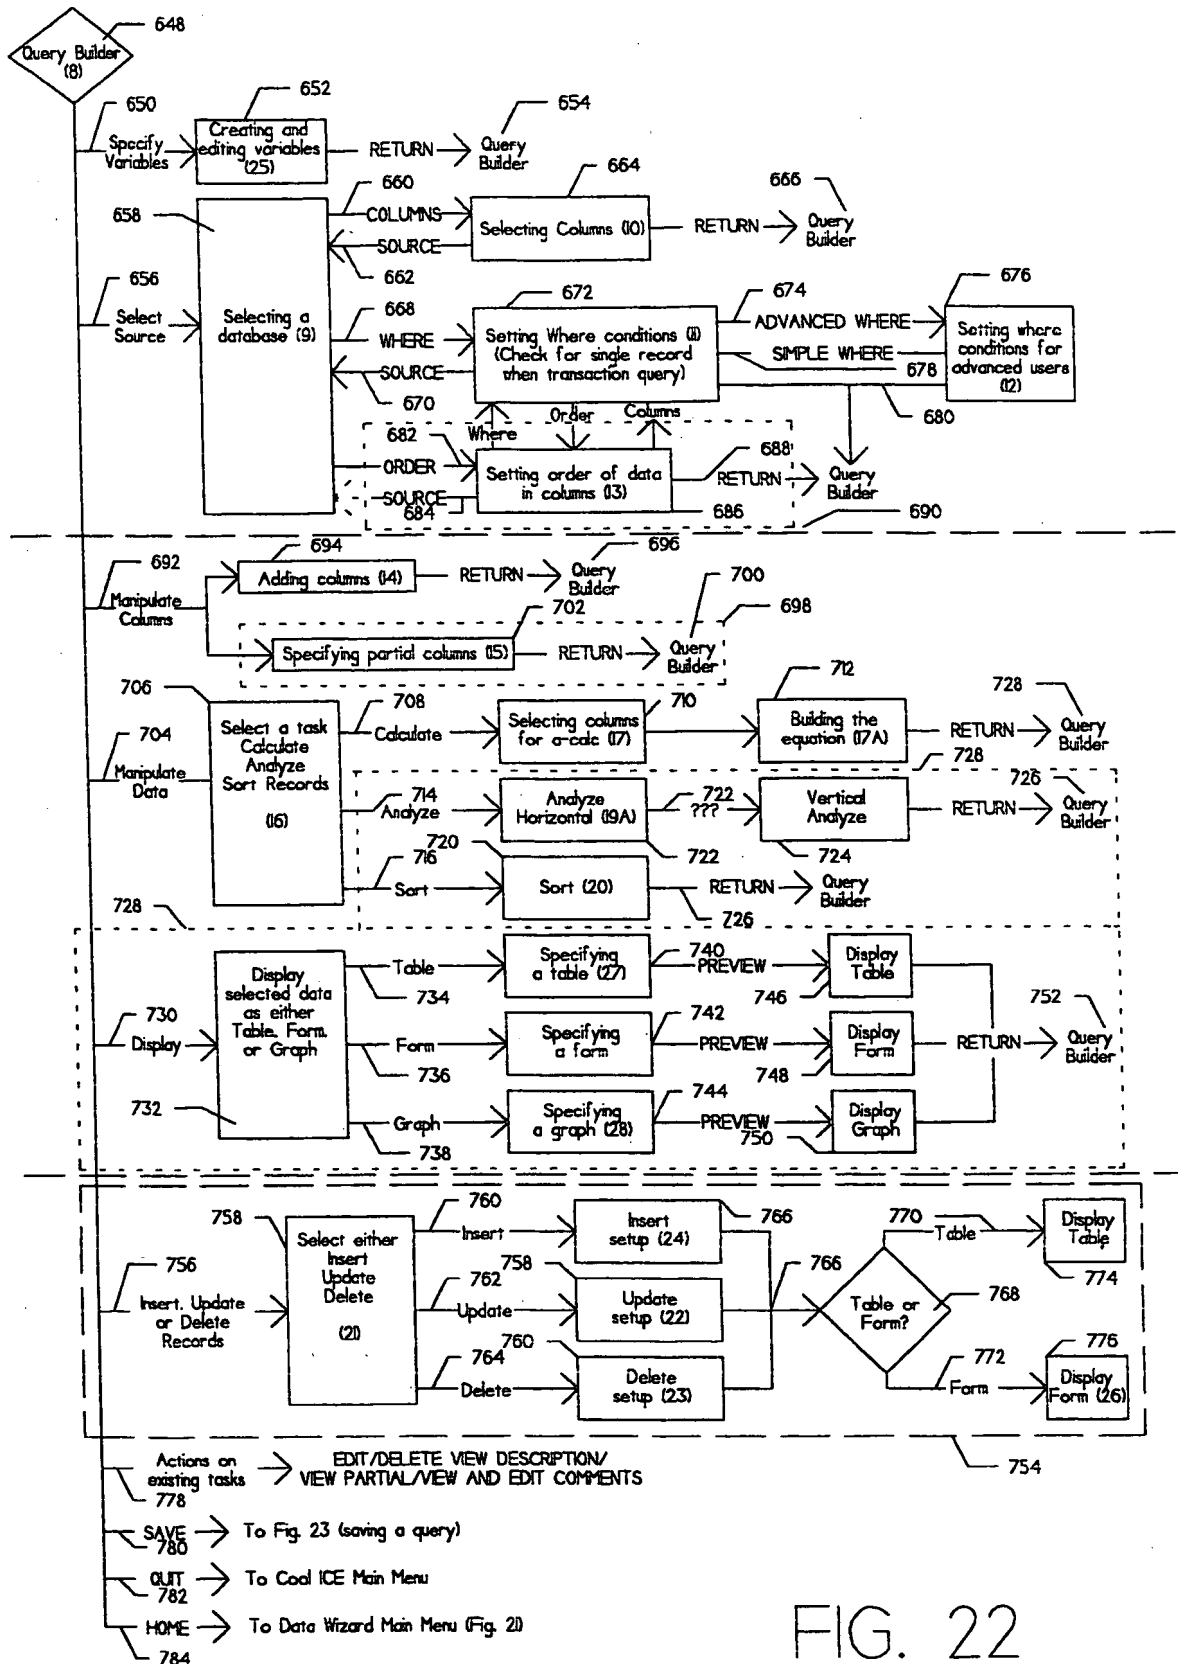 648
Query Builder
(8)
650
652
654
Specify
Variables
Creating and
editing variables
(25)
RETURN
Query
Builder
656
658
660
664
666
COLUMNS
Selecting Columns (10)
RETURN
Query
Builder
SOURCE
662
Select
Source
Selecting a
database (9)
668
672
674
676
WHERE
Setting Where conditions (11)
(Check for single record
when transaction query)
ADVANCED WHERE
Setting where
conditions for
advanced users
(12)
SIMPLE WHERE
678
SOURCE
670
680
Where
Order
Columns
682
688
ORDER
Setting order of data
in columns (13)
RETURN
Query
Builder
SOURCE
684
686
690
692
694
696
Manipulate
Columns
Adding columns (14)
RETURN
Query
Builder
700
702
698
Specifying partial columns (15)
RETURN
Query
Builder
704
706
708
710
712
728
Manipulate
Data
Select a task
Calculate
Analyze
Sort Records
(16)
Calculate
Selecting columns
for a-calc (17)
Building the
equation (17A)
RETURN
Query
Builder
728
714
722
726
Analyze
Analyze
Horizontal (19A)
???
Vertical
Analyze
RETURN
Query
Builder
720
722
724
716
Sort
Sort (20)
RETURN
Query
Builder
726
728
730
Display
Display
selected data
as either
Table, Form,
or Graph
732
Table
734
Specifying
a table (27)
740
PREVIEW
746
Display
Table
Form
736
Specifying
a form
742
PREVIEW
748
Display
Form
RETURN
752
Query
Builder
Graph
738
Specifying
a graph (28)
744
PREVIEW
750
Display
Graph
756
Insert, Update
or Delete
Records
758
Select either
Insert
Update
Delete
(21)
760
Insert
766
Insert
setup (24)
762
Update
758
Update
setup (22)
764
Delete
760
Delete
setup (23)
766
Table or
Form?
768
770
Table
Display
Table
774
772
Form
776
Display
Form (26)
754
Actions on
existing tasks
778
EDIT/DELETE VIEW DESCRIPTION/
VIEW PARTIAL/VIEW AND EDIT COMMENTS
SAVE
780
To Fig. 23 (saving a query)
QUIT
782
To Cool ICE Main Menu
HOME
784
To Data Wizard Main Menu (Fig. 21)
FIG. 22